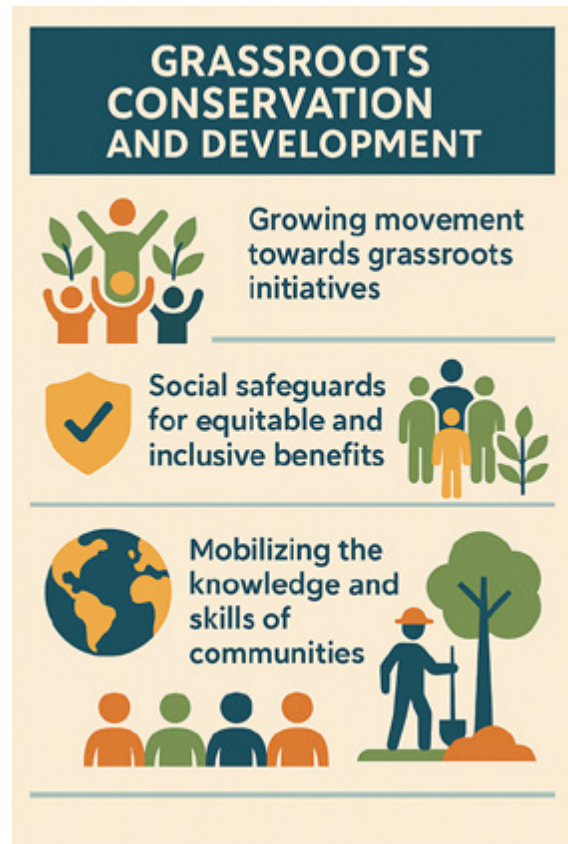 GRASSROOTS
CONSERVATION
AND DEVELOPMENT
Growing movement
towards grassroots
initiatives
Social safeguards
for equitable and
inclusive benefits
Mobilizing the
knowledge and
skills of
communities